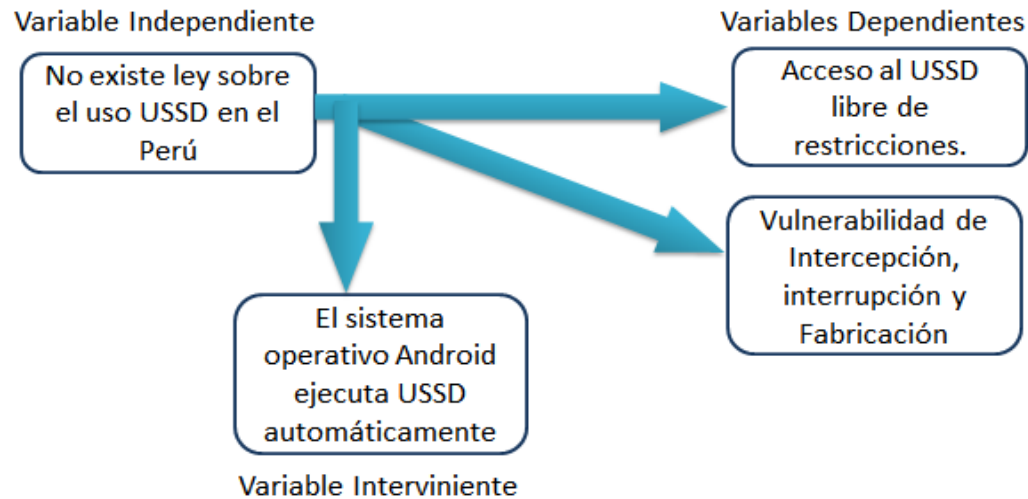 Variable Independiente
No existe ley sobre
el uso USSD en el
Perú
Variables Dependientes
Acceso al USSD
libre de
restricciones.
Vulnerabilidad de
Intercepción,
interrupción y
Fabricación
El sistema
operativo Android
ejecuta USSD
automáticamente
Variable Interviniente